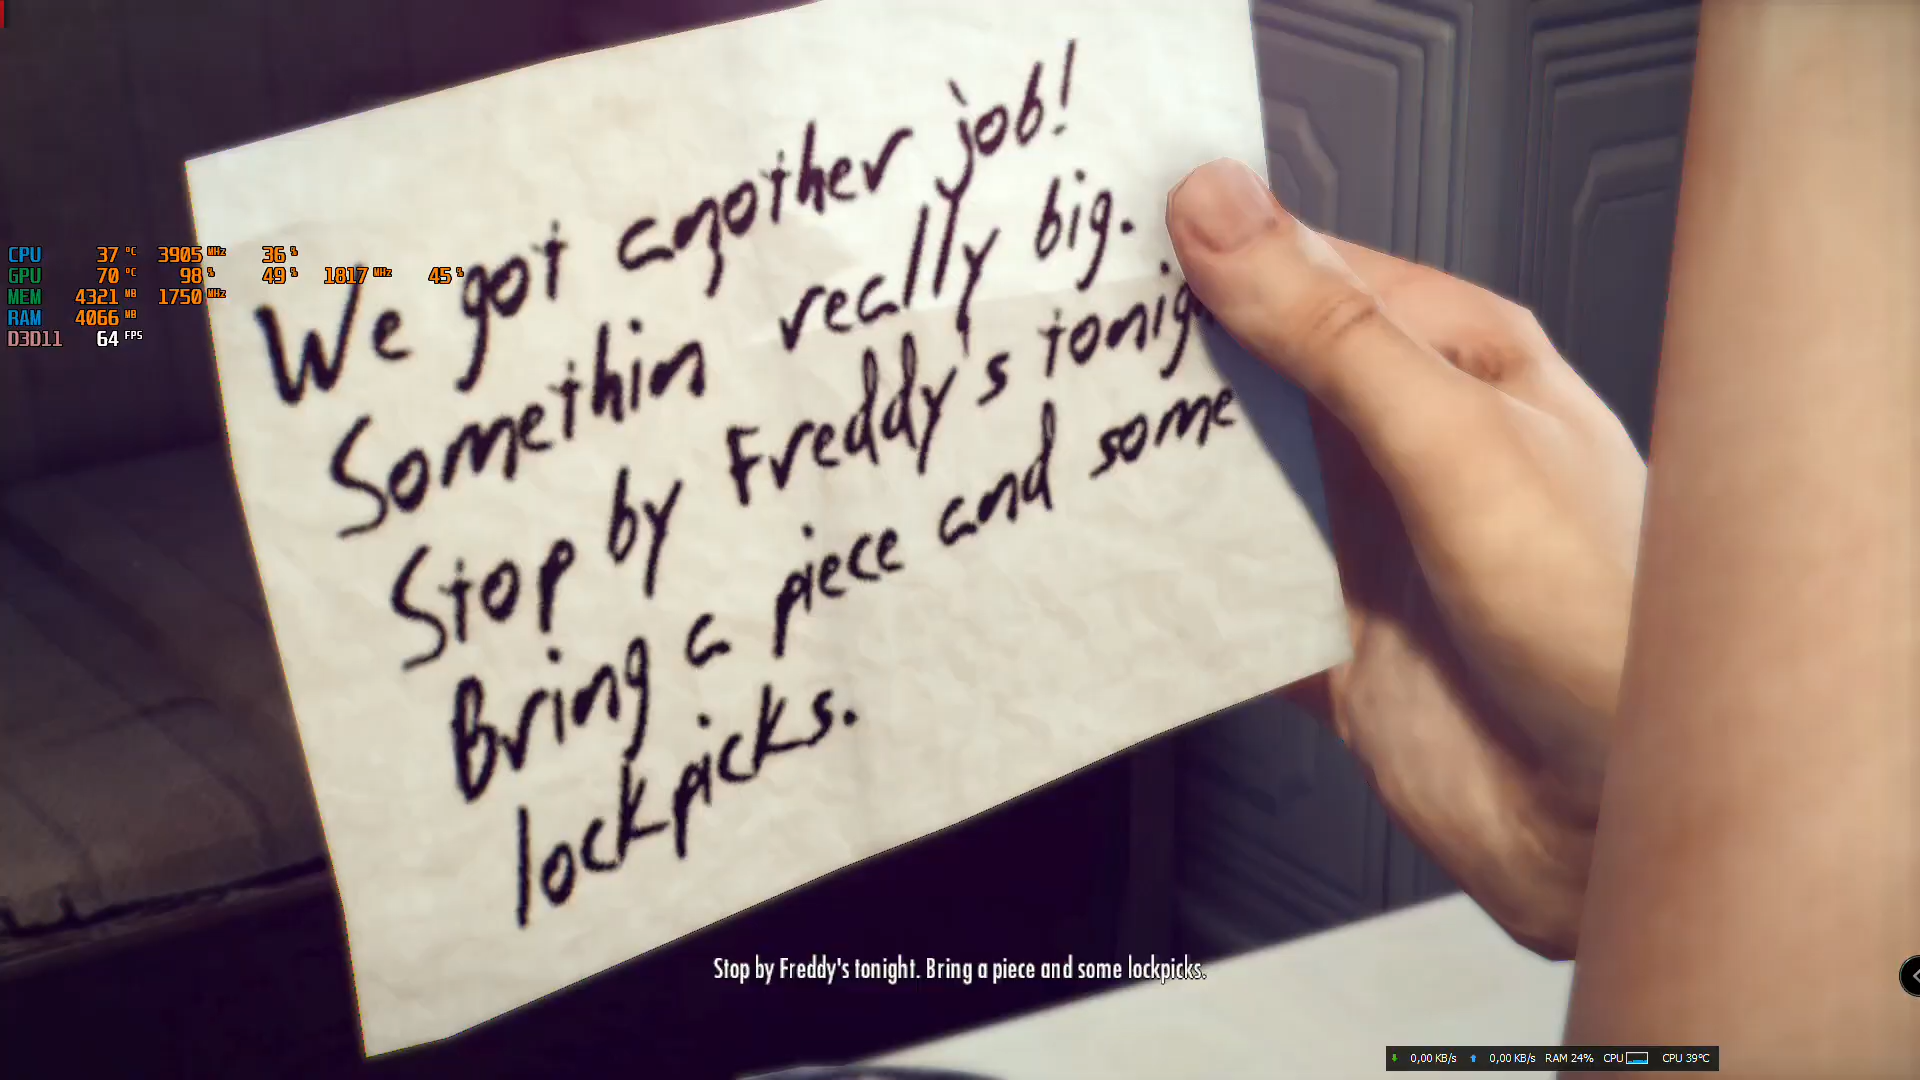 We got another job!
Somethin really big.
Stop by Freddy's
Bring a piece and some
lockpicks.
CPU 37 °C 3905 MHz 36 %
GPU 70 °C 98 % 49 % 1817 MHz 45 %
MEM 4321 MB 1750 MHz
RAM 4066 MB
D3D11 64 FPS
Stop by Freddy's tonight. Bring a piece and some lockpicks.
0,00 KB/s 0,00 KB/s RAM 24% CPU CPU 39°C